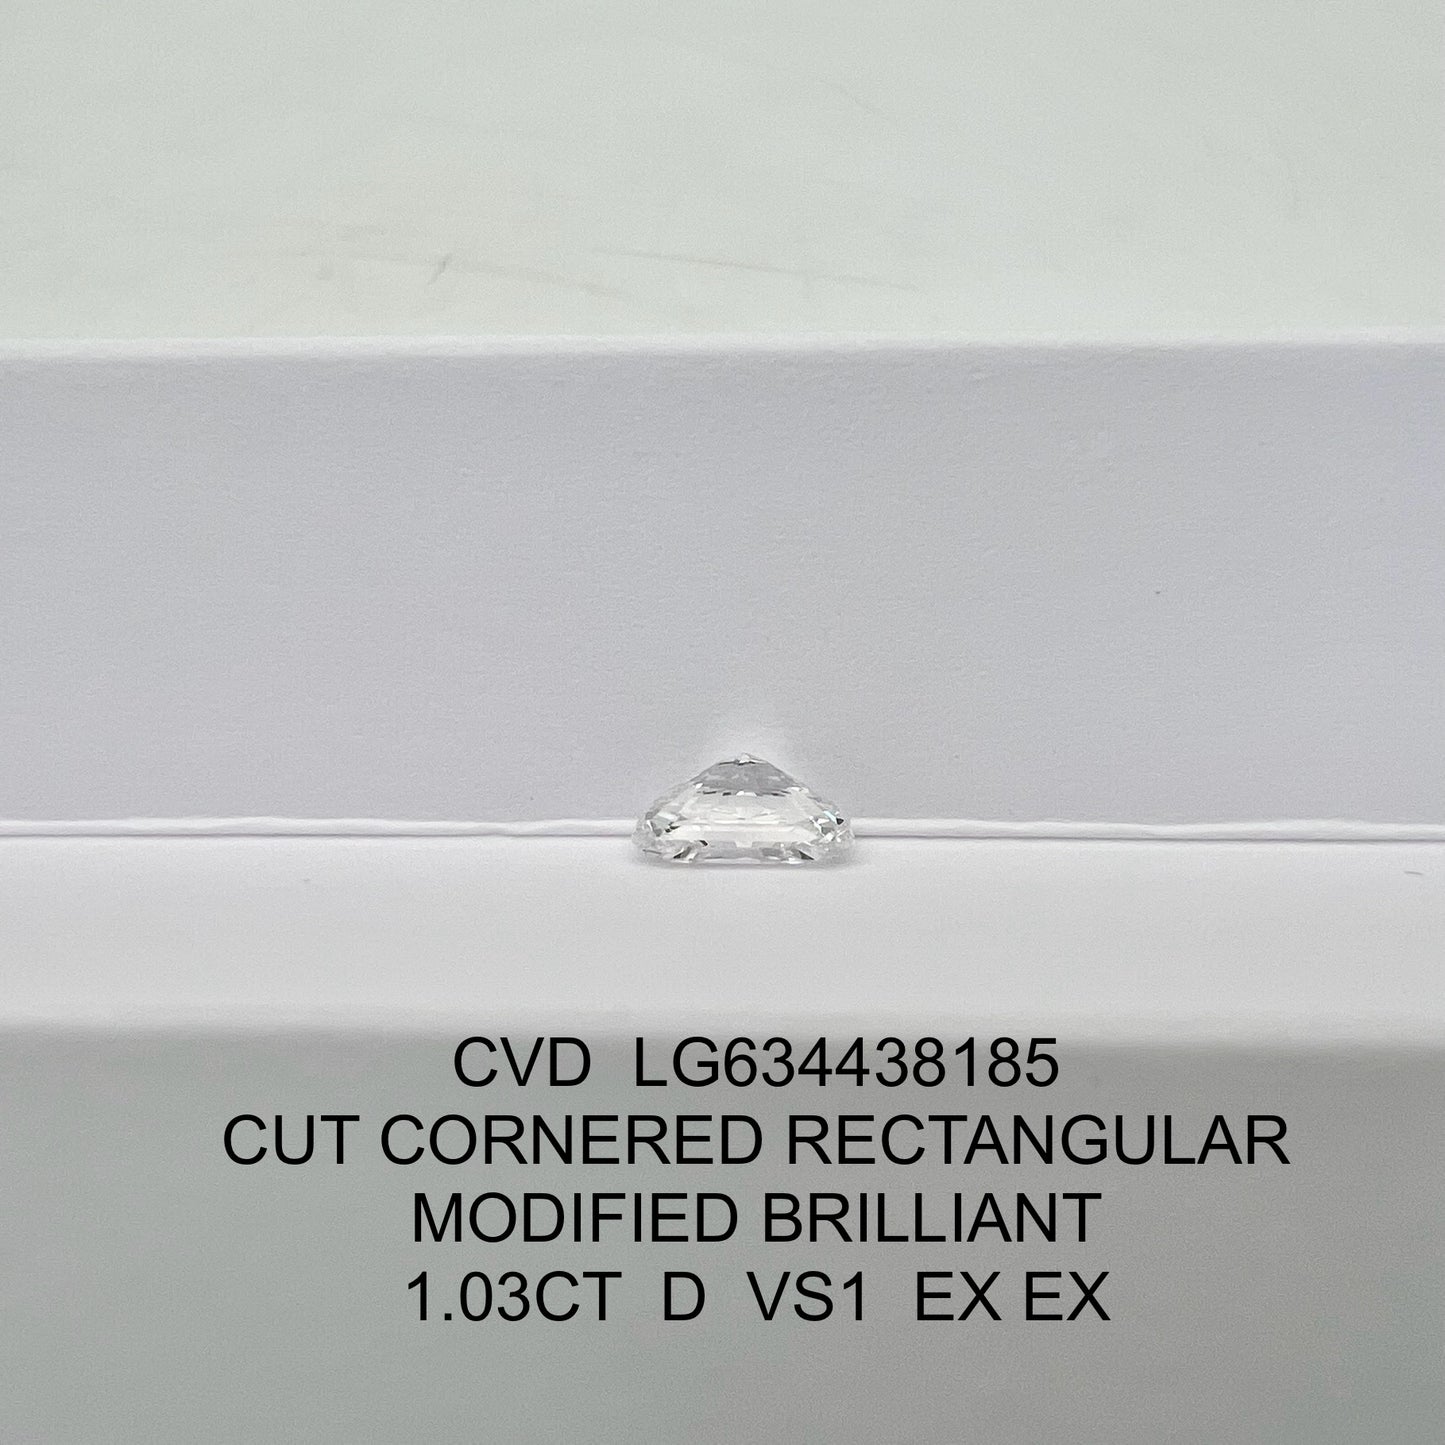 CVD LG634438185
CUT CORNERED RECTANGULAR
MODIFIED BRILLIANT
1.03CT D VS1 EX EX